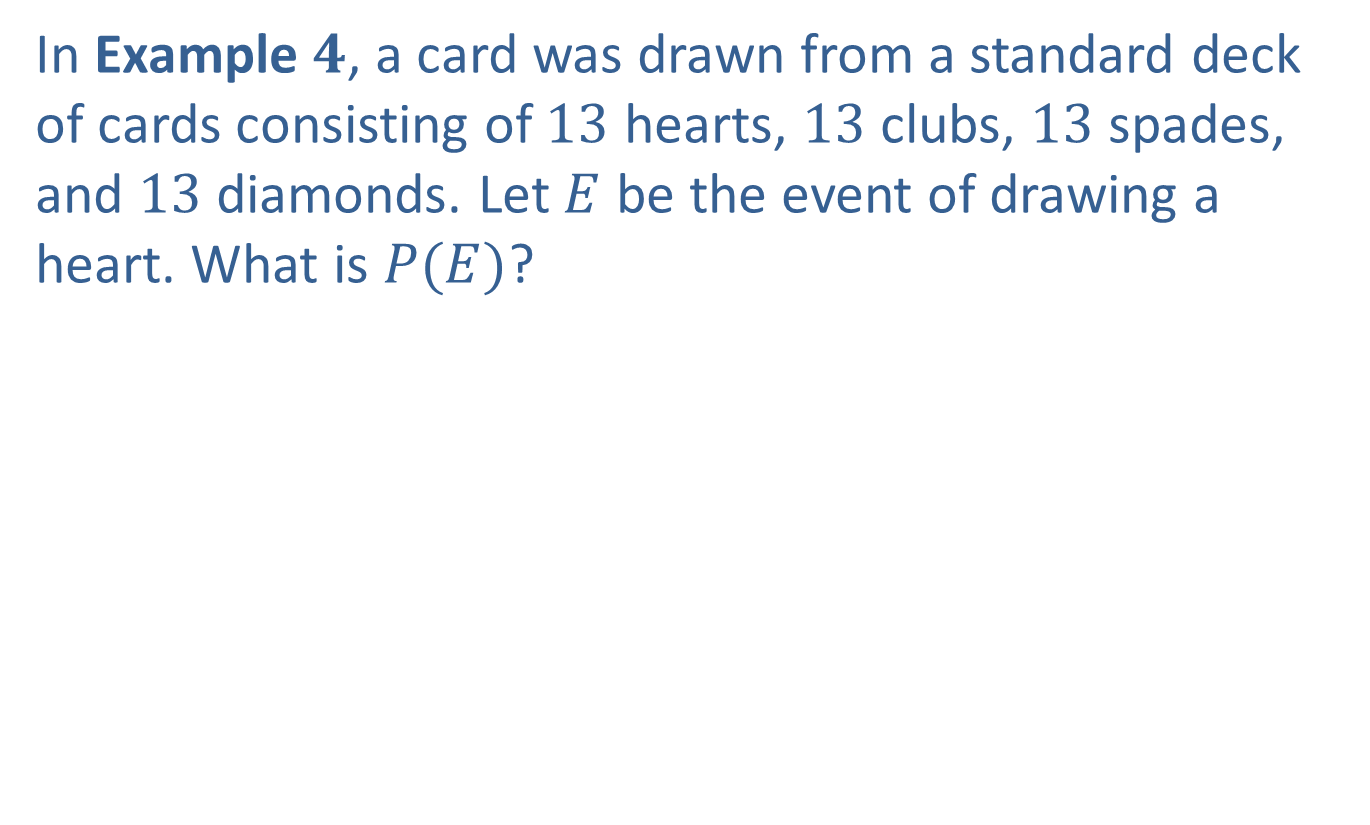 In Example 4, a card was drawn from a standard deck
of cards consisting of 13 hearts, 13 clubs, 13 spades,
and 13 diamonds. Let E be the event of drawing a
heart. What is P(E)?